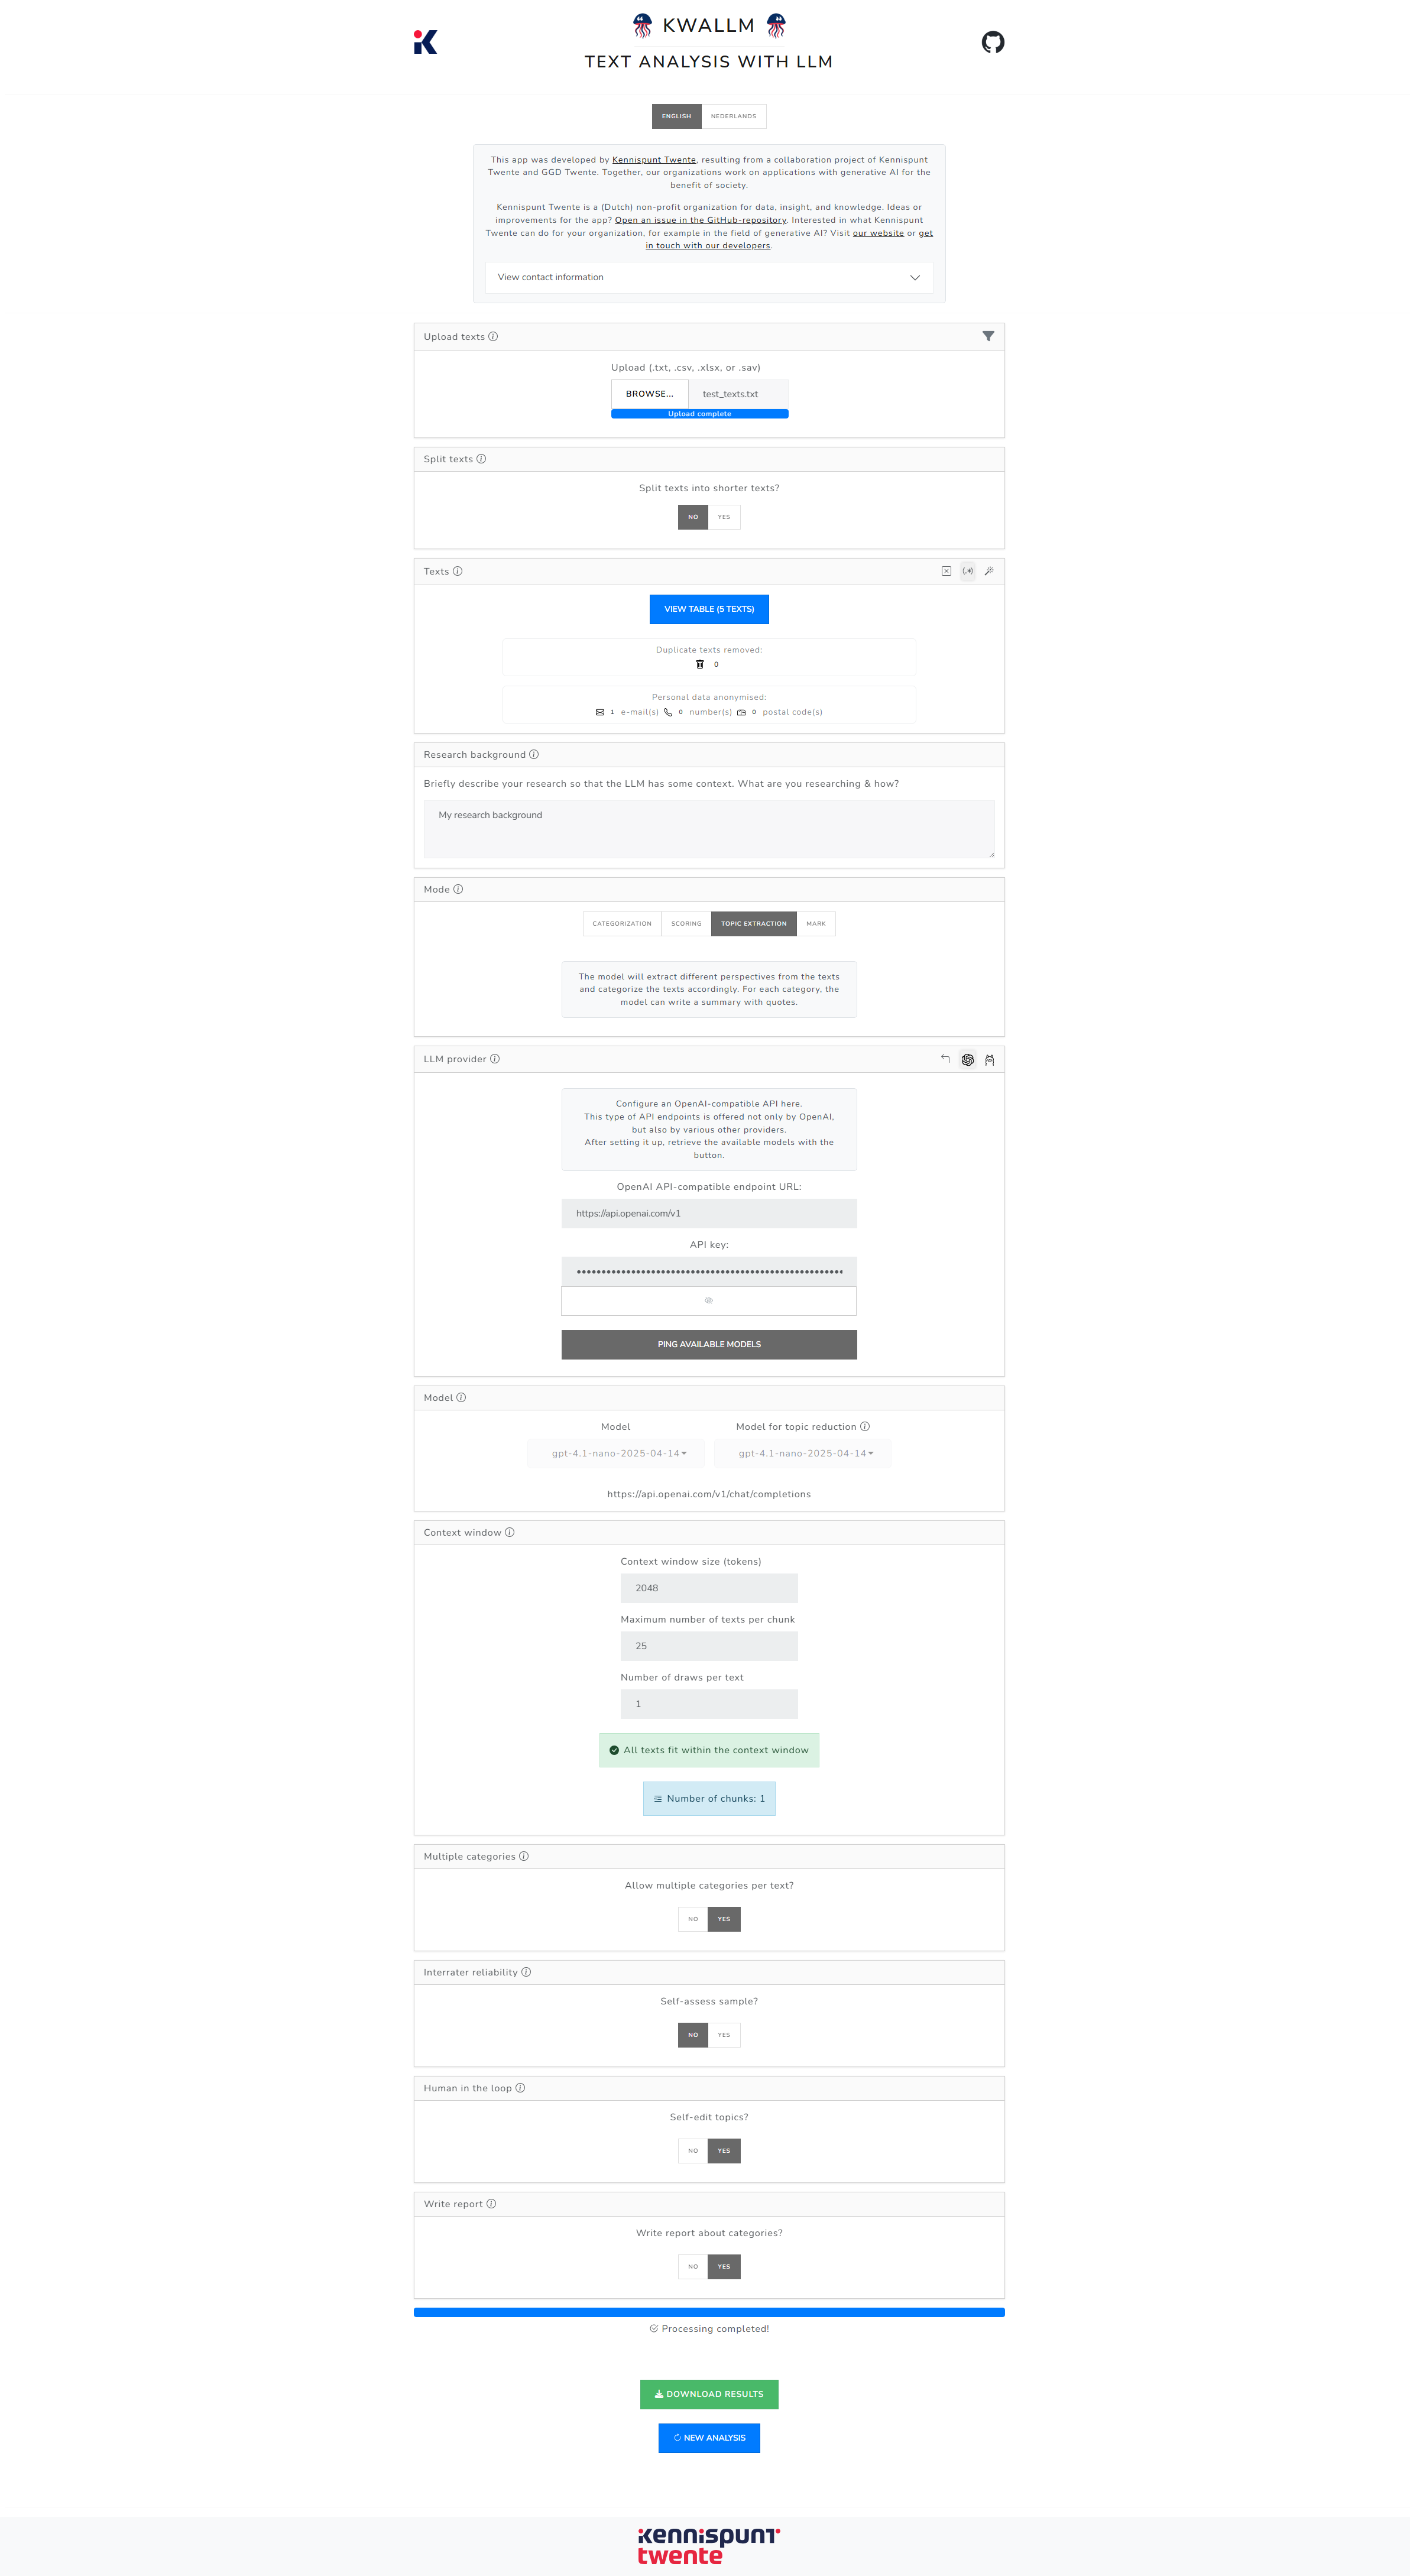 KWALLM
TEXT ANALYSIS WITH LLM
ENGLISH
NEDERLANDS
This app was developed by Kennispunt Twente, resulting from a collaboration project of Kennispunt
Twente and GGD Twente. Together, our organizations work on applications with generative AI for the
benefit of society.
Kennispunt Twente is a (Dutch) non-profit organization for data, insight, and knowledge. Ideas or
improvements for the app? Open an issue in the GitHub-repository. Interested in what Kennispunt
Twente can do for your organization, for example in the field of generative AI? Visit our website or get
in touch with our developers.
View contact information
Upload texts
Upload (.txt, .csv, .xlsx, or .sav)
BROWSE...
test_texts.txt
Upload complete
Split texts
Split texts into shorter texts?
NO
YES
Texts
VIEW TABLE (5 TEXTS)
Duplicate texts removed:
0
Personal data anonymised:
1 e-mail(s) 0 number(s) 0 postal code(s)
Research background
Briefly describe your research so that the LLM has some context. What are you researching & how?
My research background
Mode
CATEGORIZATION
SCORING
TOPIC EXTRACTION
MARK
The model will extract different perspectives from the texts
and categorize the texts accordingly. For each category, the
model can write a summary with quotes.
LLM provider
Configure an OpenAI-compatible API here.
This type of API endpoints is offered not only by OpenAI,
but also by various other providers.
After setting it up, retrieve the available models with the
button.
OpenAI API-compatible endpoint URL:
https://api.openai.com/v1
API key:
PING AVAILABLE MODELS
Model
Model
Model for topic reduction
gpt-4.1-nano-2025-04-14
gpt-4.1-nano-2025-04-14
https://api.openai.com/v1/chat/completions
Context window
Context window size (tokens)
2048
Maximum number of texts per chunk
25
Number of draws per text
1
All texts fit within the context window
Number of chunks: 1
Multiple categories
Allow multiple categories per text?
NO
YES
Interrater reliability
Self-assess sample?
NO
YES
Human in the loop
Self-edit topics?
NO
YES
Write report
Write report about categories?
NO
YES
Processing completed!
DOWNLOAD RESULTS
NEW ANALYSIS
kennispunt
twente